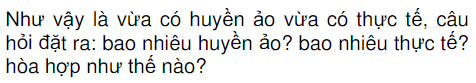 Như vậy là vừa có huyền ảo vừa có thực tế, câu
hỏi đặt ra: bao nhiêu huyền ảo? bao nhiêu thực tế?
hòa hợp như thế nào?